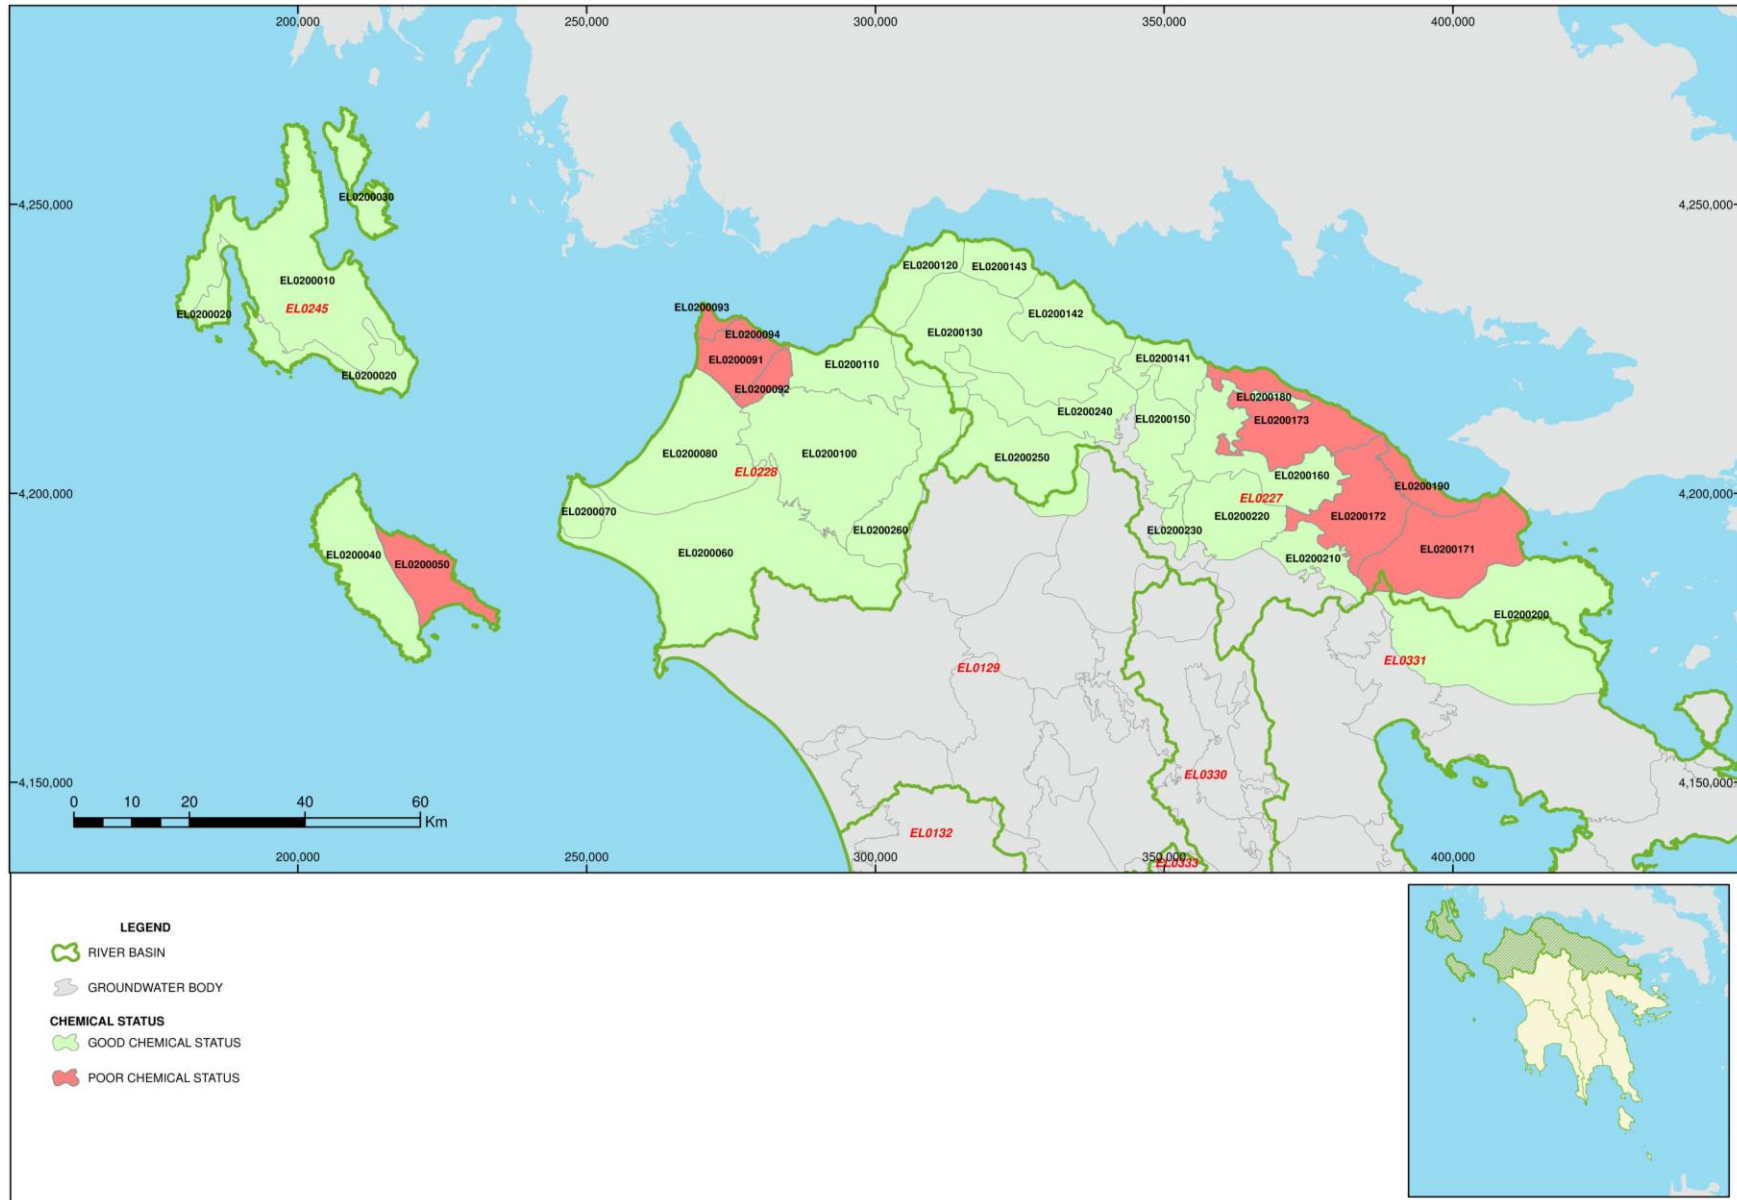 200,000
250,000
300,000
350,000
400,000
4,250,000
4,250,000
EL0200030
EL0200120
EL0200143
EL0200010
EL0245
EL0200020
EL0200093
EL0200142
EL0200094
EL0200130
EL0200091
EL0200110
EL0200141
EL0200020
EL0200092
EL0200180
EL0200240
EL0200150
EL0200173
EL0200080
EL0200100
EL0200250
EL0228
EL0200160
4,200,000
EL0200190
4,200,000
EL0227
EL0200070
EL0200220
EL0200172
EL0200260
EL0200230
EL0200040
EL0200060
EL0200171
EL0200050
EL0200210
EL0200200
EL0129
EL0331
EL0330
4,150,000
4,150,000
0 10 20 40 60
Km
EL0132
200,000
250,000
300,000
350,000
400,000
EL0333
LEGEND
RIVER BASIN
GROUNDWATER BODY
CHEMICAL STATUS
GOOD CHEMICAL STATUS
POOR CHEMICAL STATUS